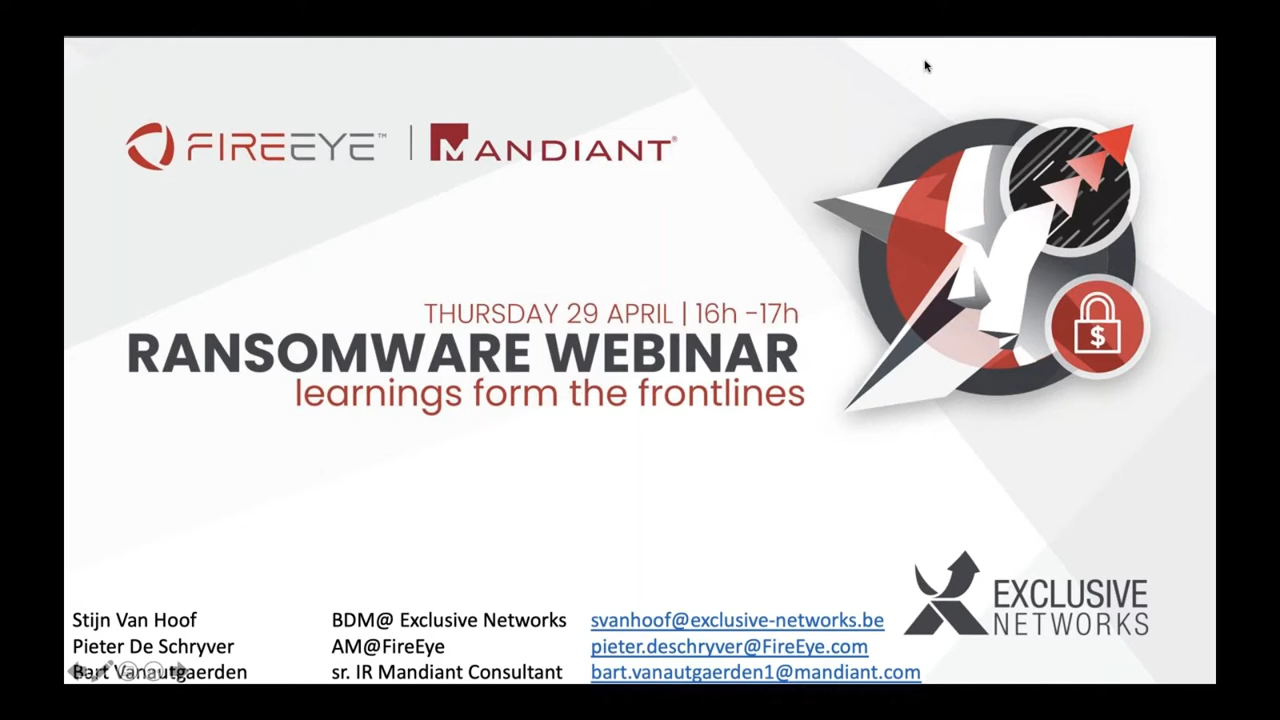 FIREEYE™ | MANDIANT®
THURSDAY 29 APRIL | 16h -17h
RANSOMWARE WEBINAR
learnings form the frontlines
$
EXCLUSIVE
NETWORKS
Stijn Van Hoof BDM@ Exclusive Networks svanhoof@exclusive-networks.be
Pieter De Schryver AM@FireEye pieter.deschryver@FireEye.com
Bart Vanautgaerden sr. IR Mandiant Consultant bart.vanautgaerden1@mandiant.com